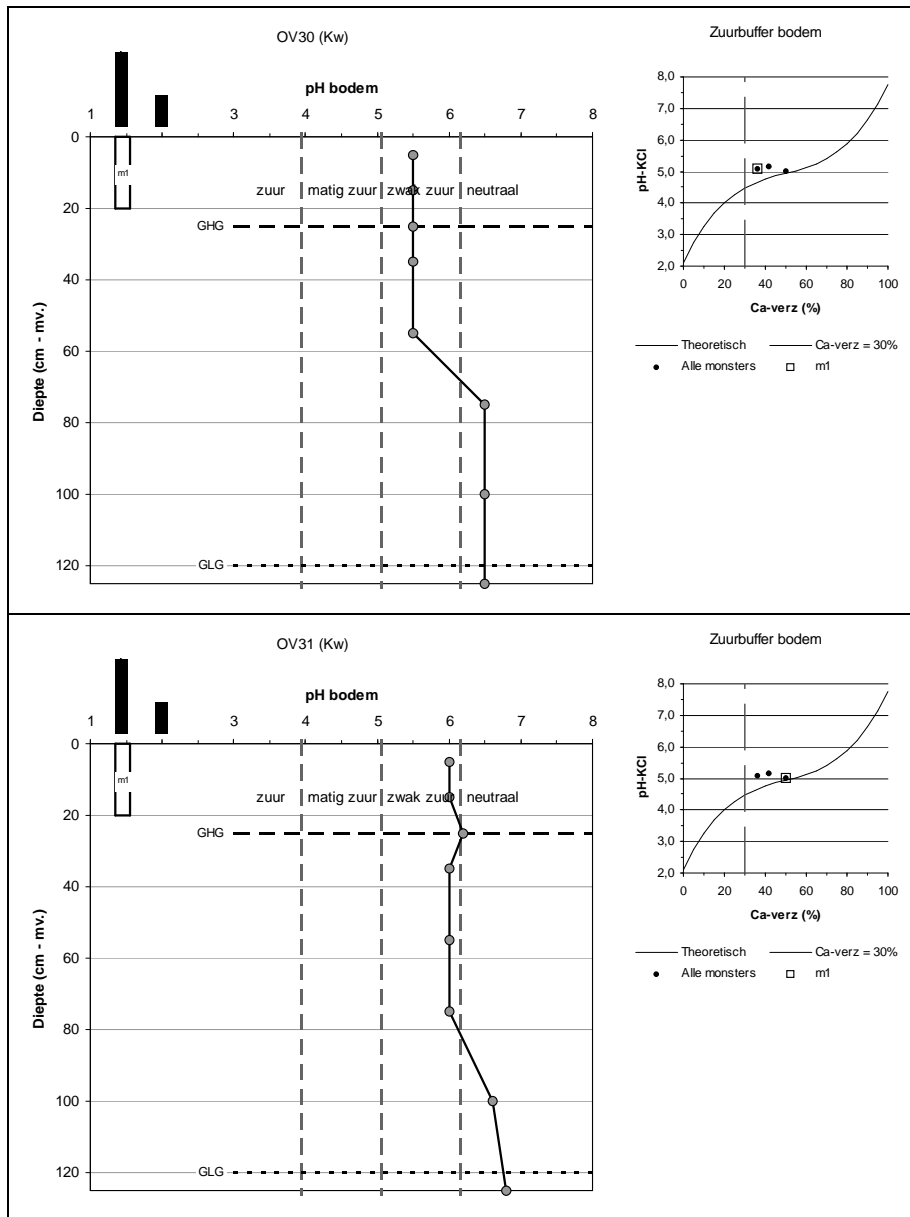 OV30 (Kw)
pH bodem
1 2 3 4 5 6 7 8
0
20
40
60
80
100
120
Diepte (cm - mv.)
m1
zuur matig zuur zwak zuur neutraal
GHG
GLG
Zuurbuffer bodem
8,0
7,0
6,0
5,0
4,0
3,0
2,0
pH-KCl
0 20 40 60 80 100
Ca-verz (%)
Theoretisch Ca-verz = 30%
Alle monsters m1
OV31 (Kw)
pH bodem
1 2 3 4 5 6 7 8
0
20
40
60
80
100
120
Diepte (cm - mv.)
m1
zuur matig zuur zwak zuur neutraal
GHG
GLG
Zuurbuffer bodem
8,0
7,0
6,0
5,0
4,0
3,0
2,0
pH-KCl
0 20 40 60 80 100
Ca-verz (%)
Theoretisch Ca-verz = 30%
Alle monsters m1